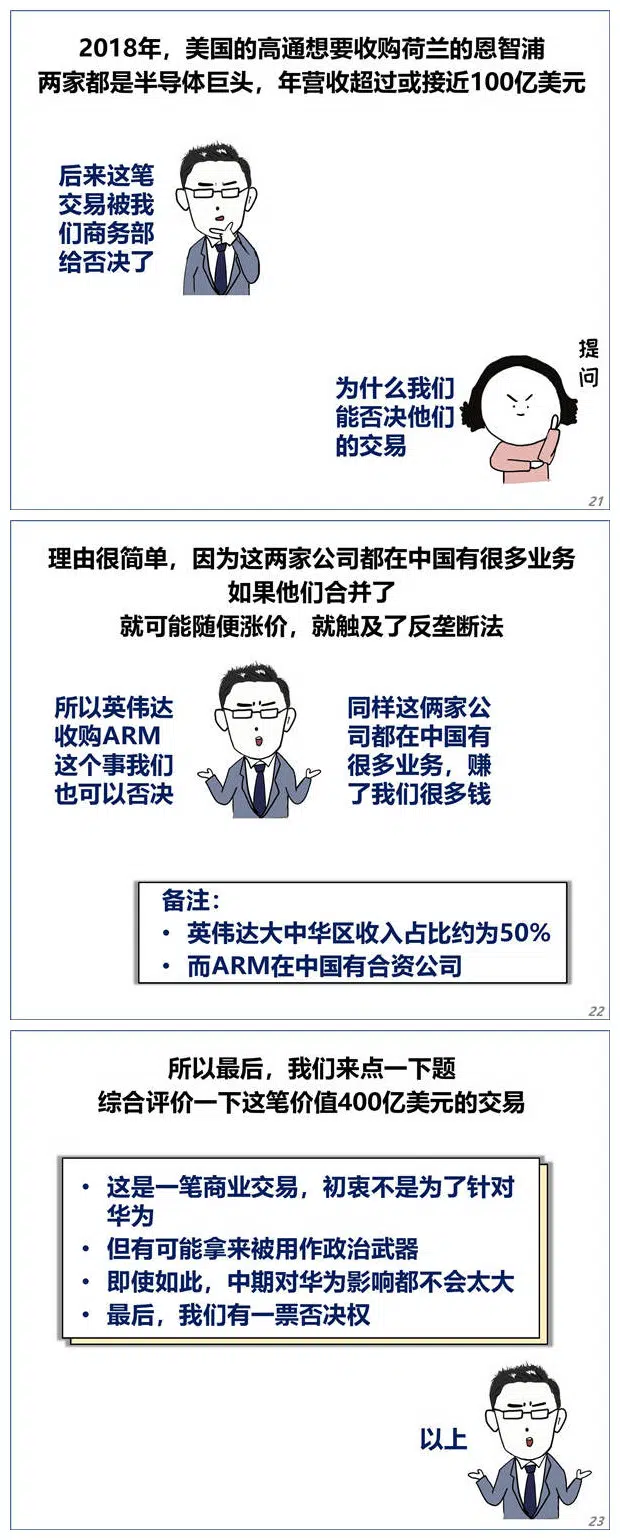 2018年，美国的高通想要收购荷兰的恩智浦
两家都是半导体巨头，年营收超过或接近100亿美元
后来这笔
交易被我
们商务部
给否决了
提
问
为什么我们
能否决他们
的交易
21
理由很简单，因为这两家公司都在中国有很多业务
如果他们合并了
就可能随便涨价，就触及了反垄断法
所以英伟达
收购ARM
这个事我们
也可以否决
同样这俩家公
司都在中国有
很多业务，赚
了我们很多钱
备注：
• 英伟达大中华区收入占比约为50%
• 而ARM在中国有合资公司
22
所以最后，我们来点一下题
综合评价一下这笔价值400亿美元的交易
• 这是一笔商业交易，初衷不是为了针对
华为
• 但有可能拿来被用作政治武器
• 即使如此，中期对华为影响都不会太大
• 最后，我们有一票否决权
以上
23